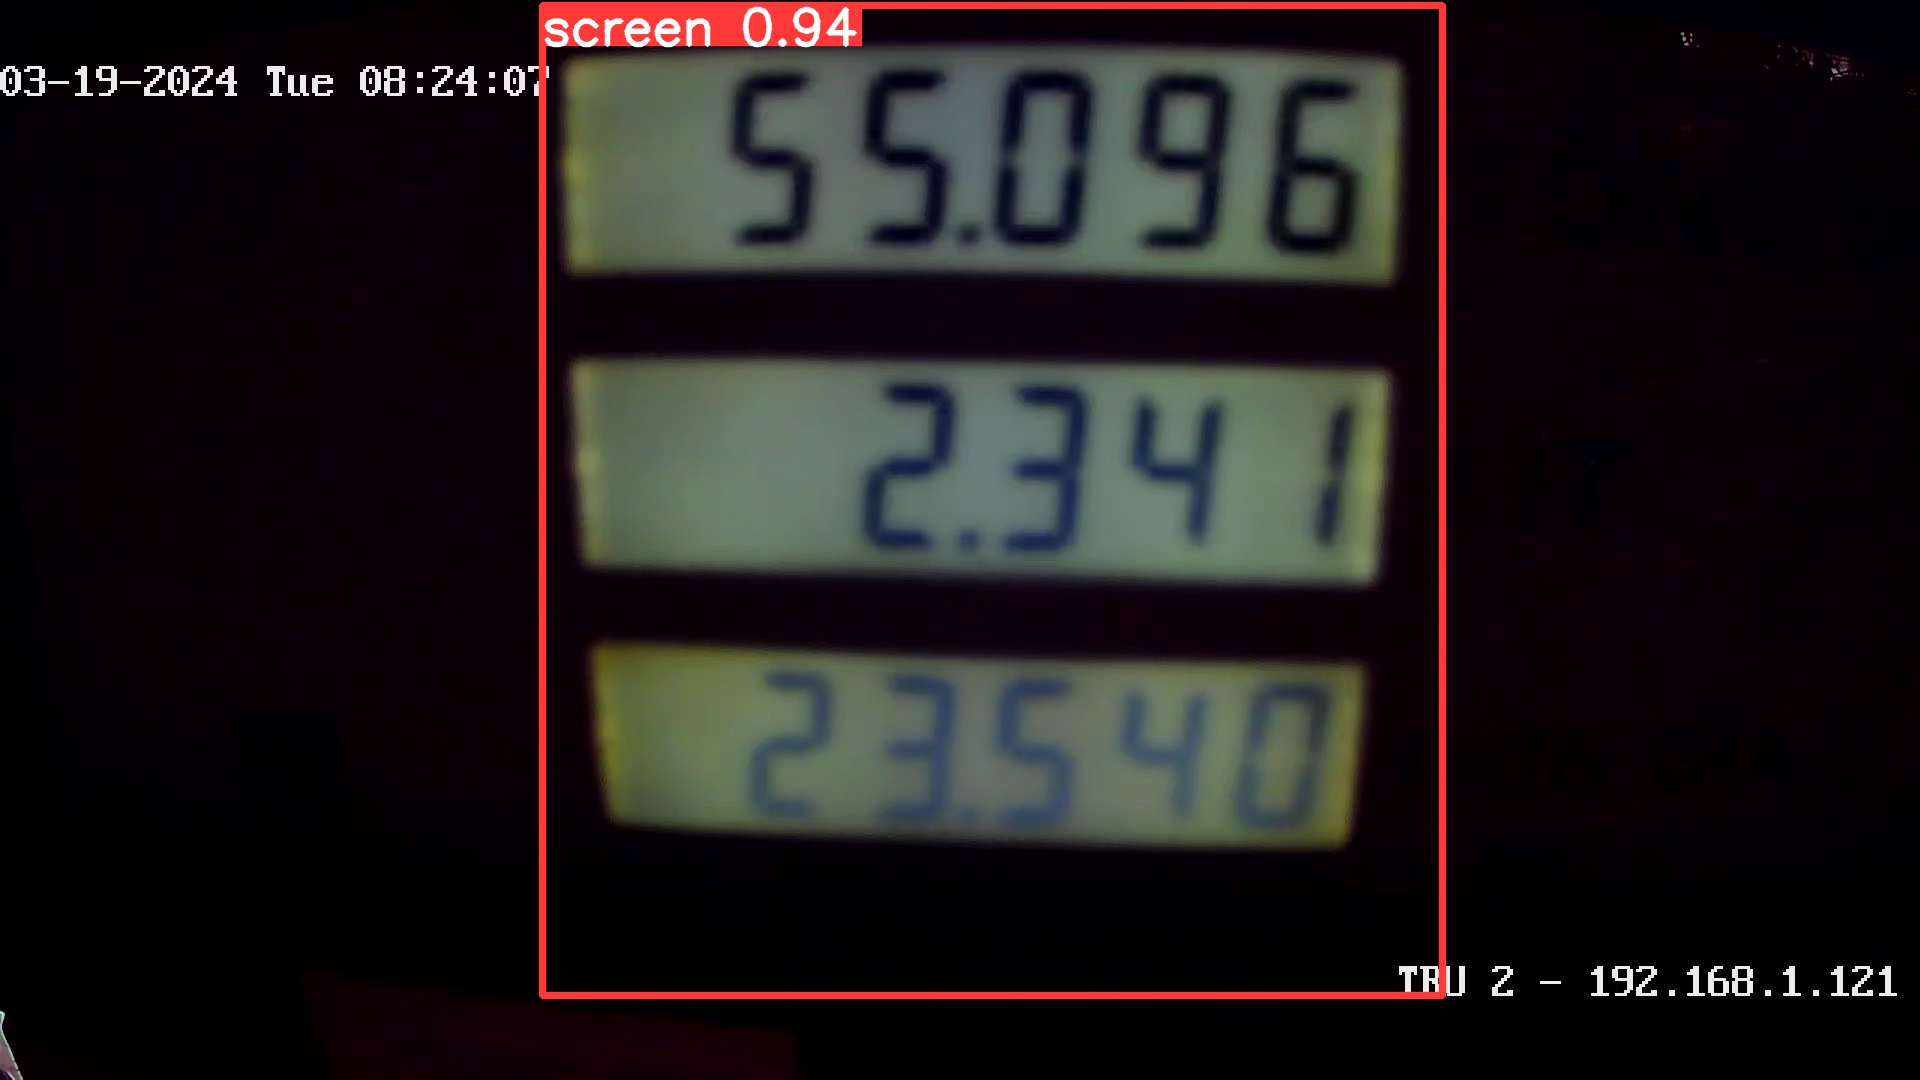 screen 0.94
03-19-2024 Tue 08:24:07
55.096
2.341
23.540
TRU 2 - 192.168.1.121